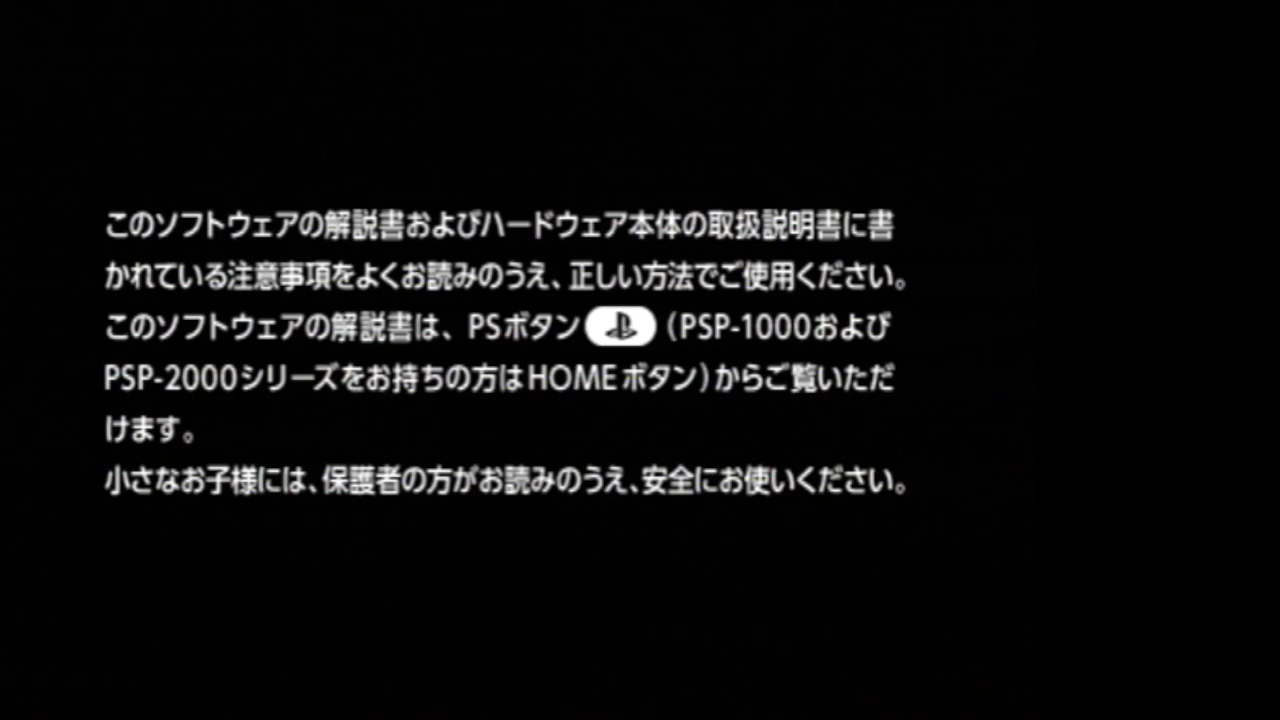 このソフトウェアの解説書およびハードウェア本体の取扱説明書に書
かれている注意事項をよくお読みのうえ、正しい方法でご使用ください。
このソフトウェアの解説書は、PSボタン（PSP-1000および
PSP-2000シリーズをお持ちの方はHOMEボタン）からご覧いただ
けます。
小さなお子様には、保護者の方がお読みのうえ、安全にお使いください。